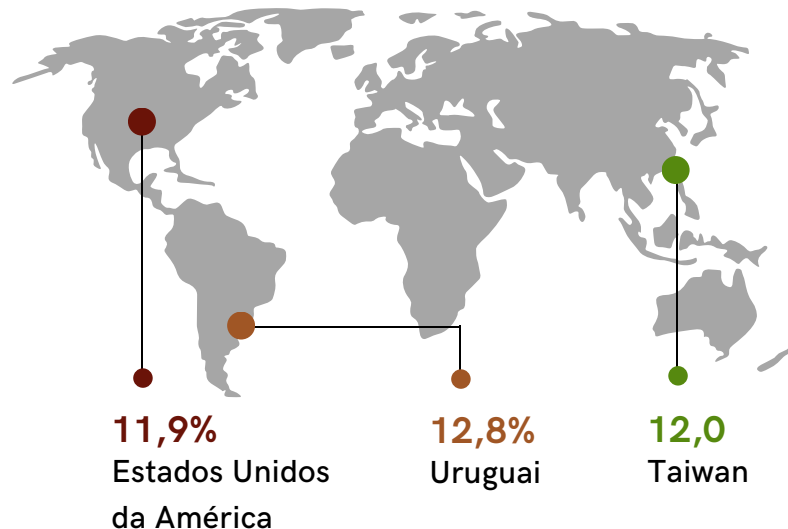 11,9%
Estados Unidos
da América
12,8%
Uruguai
12,0
Taiwan